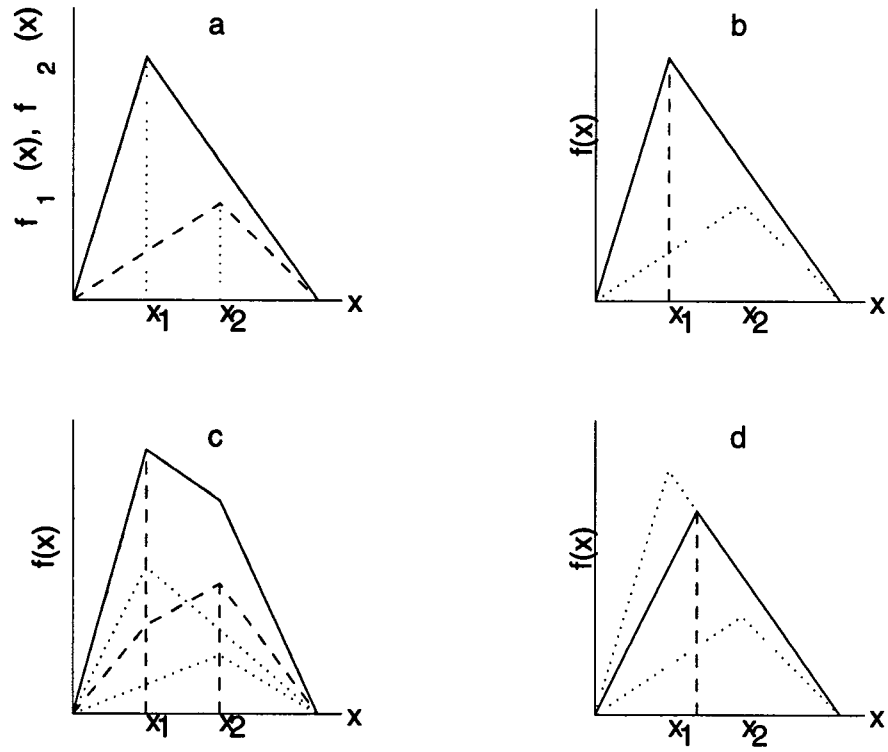 a
f₁(x), f₂(x)
x₁ x₂ x
b
f(x)
x₁ x₂ x
c
f(x)
x₁ x₂ x
d
f(x)
x₁ x₂ x